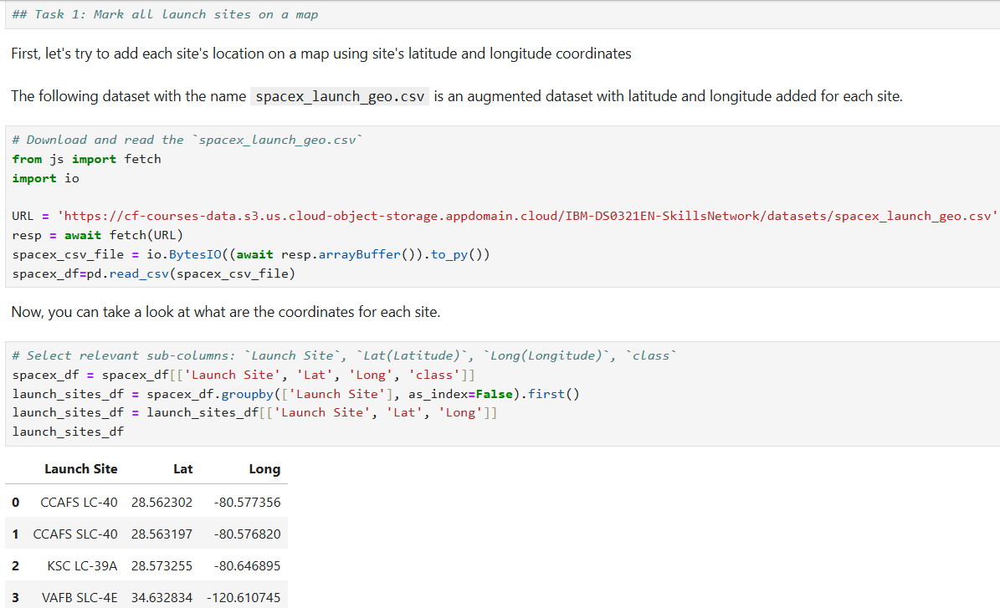 ## Task 1: Mark all launch sites on a map
First, let's try to add each site's location on a map using site's latitude and longitude coordinates
The following dataset with the name spacex_launch_geo.csv is an augmented dataset with latitude and longitude added for each site.
# Download and read the `spacex_launch_geo.csv`
from js import fetch
import io
URL = 'https://cf-courses-data.s3.us.cloud-object-storage.appdomain.cloud/IBM-DS0321EN-SkillsNetwork/datasets/spacex_launch_geo.csv'
resp = await fetch(URL)
spacex_csv_file = io.BytesIO((await resp.arrayBuffer()).to_py())
spacex_df=pd.read_csv(spacex_csv_file)
Now, you can take a look at what are the coordinates for each site.
# Select relevant sub-columns: `Launch Site`, `Lat(Latitude)`, `Long(Longitude)`, `class`
spacex_df = spacex_df[['Launch Site', 'Lat', 'Long', 'class']]
launch_sites_df = spacex_df.groupby(['Launch Site'], as_index=False).first()
launch_sites_df = launch_sites_df[['Launch Site', 'Lat', 'Long']]
launch_sites_df
Launch Site Lat Long
0 CCAFS LC-40 28.562302 -80.577356
1 CCAFS SLC-40 28.563197 -80.576820
2 KSC LC-39A 28.573255 -80.646895
3 VAFB SLC-4E 34.632834 -120.610745